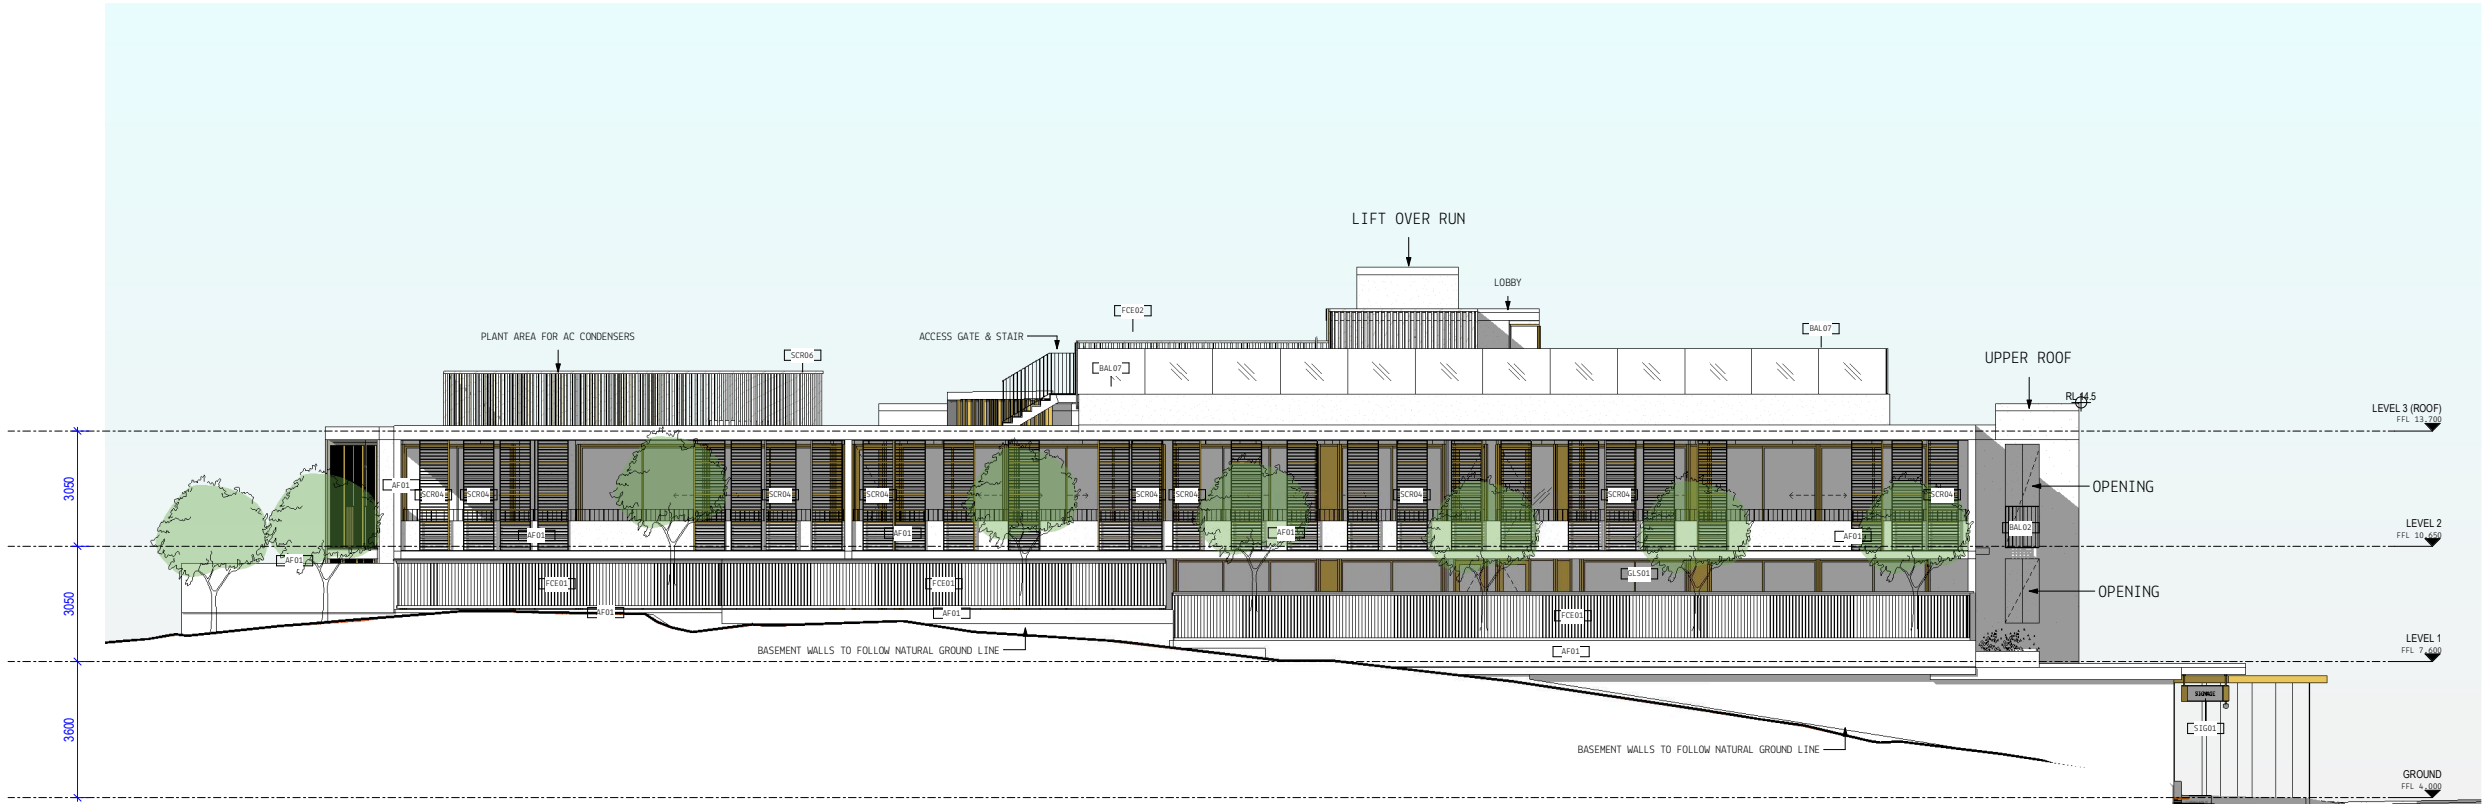 LIFT OVER RUN
LOBBY
FCE02
PLANT AREA FOR AC CONDENSERS
ACCESS GATE & STAIR
BAL07
SCR06
BAL07
UPPER ROOF
RL 14.5
LEVEL 3 (ROOF)
FFL 13.700
3050
AF01
SCR04
SCR04
SCR04
SCR04
SCR04
SCR04
SCR04
SCR04
SCR04
OPENING
AF01
AF01
AF01
AF01
BAL02
LEVEL 2
FFL 10.650
AF01
FCE01
FCE01
GLS01
OPENING
3050
AF01
AF01
FCE01
BASEMENT WALLS TO FOLLOW NATURAL GROUND LINE
AF01
LEVEL 1
FFL 7.600
SIGNAGE
3600
SIG01
BASEMENT WALLS TO FOLLOW NATURAL GROUND LINE
GROUND
FFL 4.000